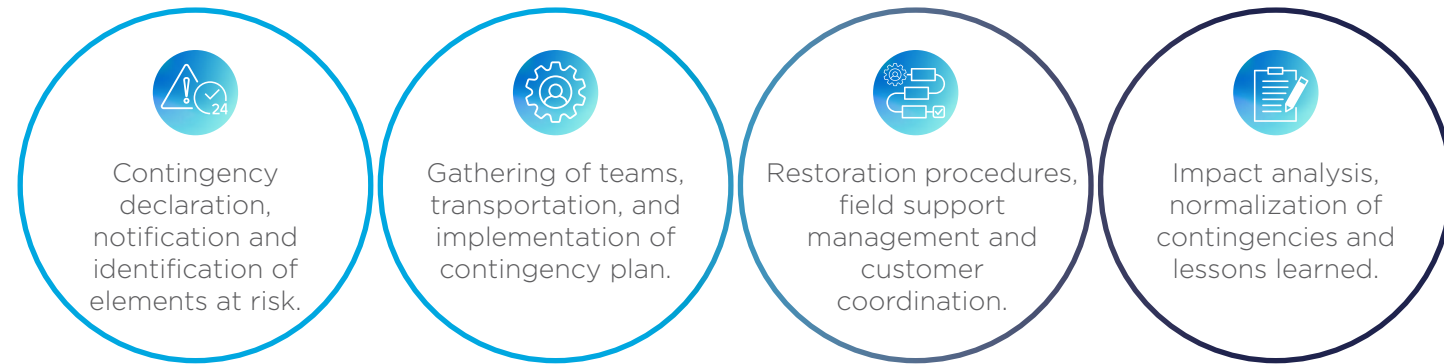 24
Contingency
declaration,
notification and
identification of
elements at risk.
Gathering of teams,
transportation, and
implementation of
contingency plan.
Restoration procedures,
field support
management and
customer
coordination.
Impact analysis,
normalization of
contingencies and
lessons learned.